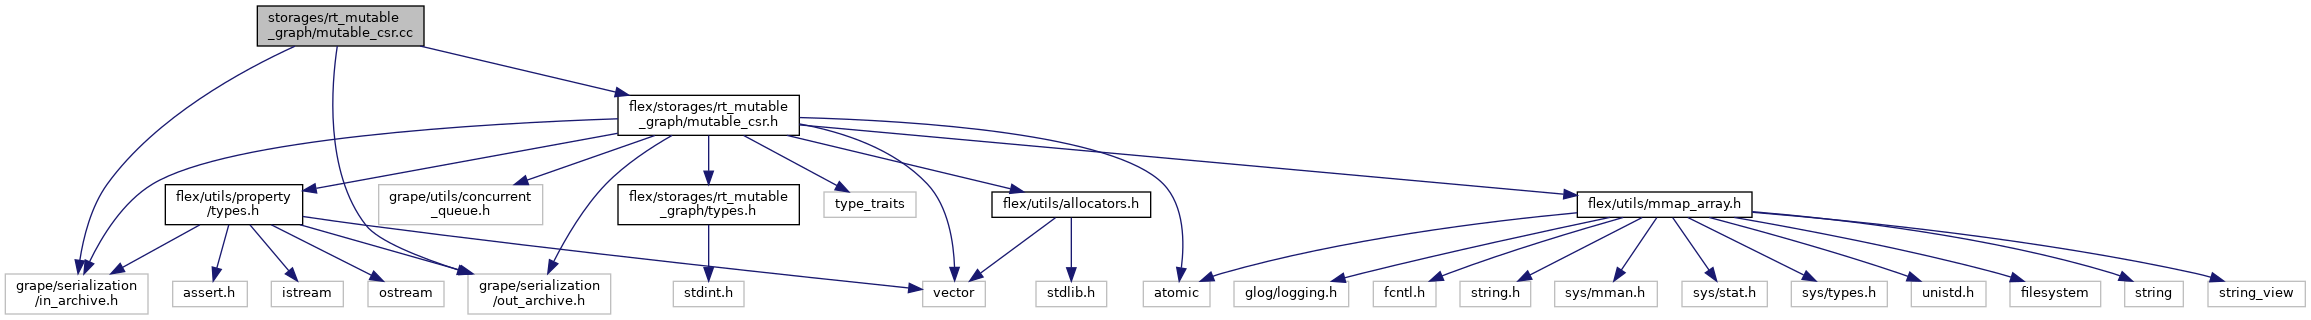 storages/rt_mutable
_graph/mutable_csr.cc
flex/storages/rt_mutable
_graph/mutable_csr.h
flex/utils/property
/types.h
grape/utils/concurrent
_queue.h
flex/storages/rt_mutable
_graph/types.h
type_traits
flex/utils/allocators.h
flex/utils/mmap_array.h
grape/serialization
/in_archive.h
assert.h
istream
ostream
grape/serialization
/out_archive.h
stdint.h
vector
stdlib.h
atomic
glog/logging.h
fcntl.h
string.h
sys/mman.h
sys/stat.h
sys/types.h
unistd.h
filesystem
string
string_view